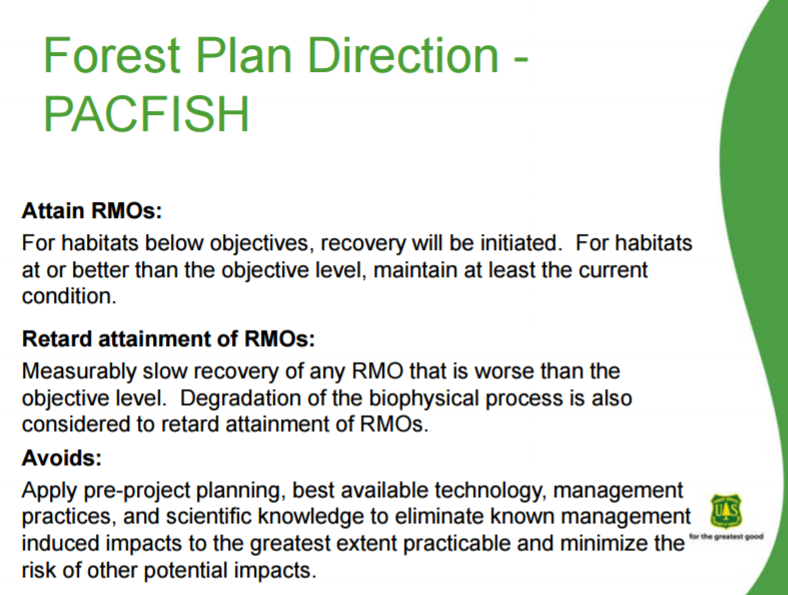 Forest Plan Direction -
PACFISH
Attain RMOs:
For habitats below objectives, recovery will be initiated.  For habitats
at or better than the objective level, maintain at least the current
condition.
Retard attainment of RMOs:
Measurably slow recovery of any RMO that is worse than the
objective level.  Degradation of the biophysical process is also
considered to retard attainment of RMOs.
Avoids:
Apply pre-project planning, best available technology, management
practices, and scientific knowledge to eliminate known management
induced impacts to the greatest extent practicable and minimize the
risk of other potential impacts.
UAS
for the greatest good